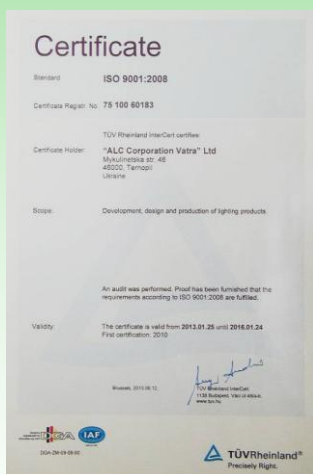 Certificate
Standard ISO 9001:2008
Certificate Registr. No. 75 100 60183
TÜV Rheinland InterCert certifies:
Certificate Holder: "ALC Corporation Vatra" Ltd
Mykulinetska str. 46
46000, Ternopil
Ukraine
Scope: Development, design and production of lighting products.
An audit was performed. Proof has been furnished that the
requirements according to ISO 9001:2008 are fulfilled.
Validity: The certificate is valid from 2013.01.25 until 2016.01.24
First certification: 2010
TÜV Rheinland InterCert
1132 Budapest, Váci út
www.tuv.hu
IAF
TÜVRheinland®
Precisely Right.